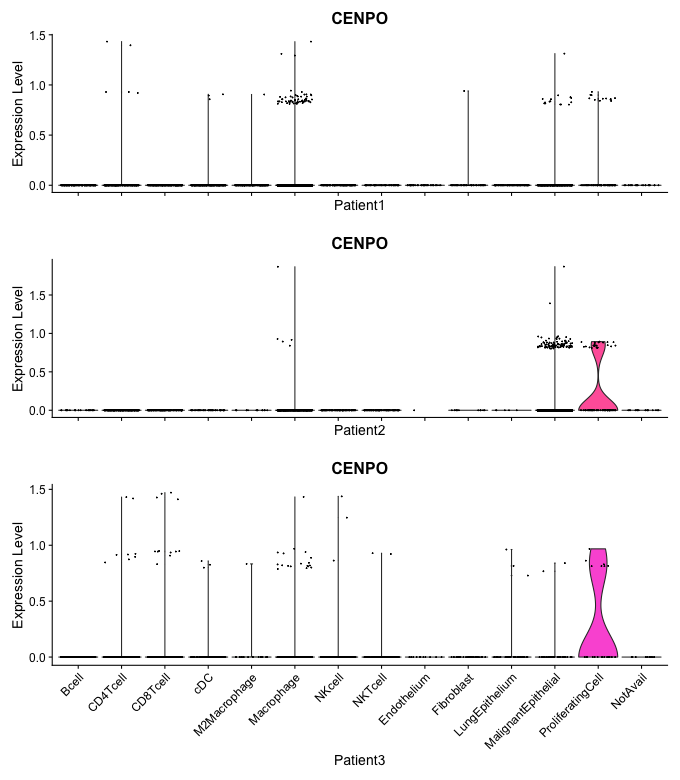 CENPO
Expression Level
1.5
1.0
0.5
0.0
Patient1
CENPO
Expression Level
1.5
1.0
0.5
0.0
Patient2
CENPO
Expression Level
1.5
1.0
0.5
0.0
Bcell
CD4Tcell
CD8Tcell
cDC
M2Macrophage
Macrophage
NKcell
NKTcell
Endothelium
Fibroblast
LungEpithelium
MalignantEpithelial
ProliferatingCell
NotAvail
Patient3